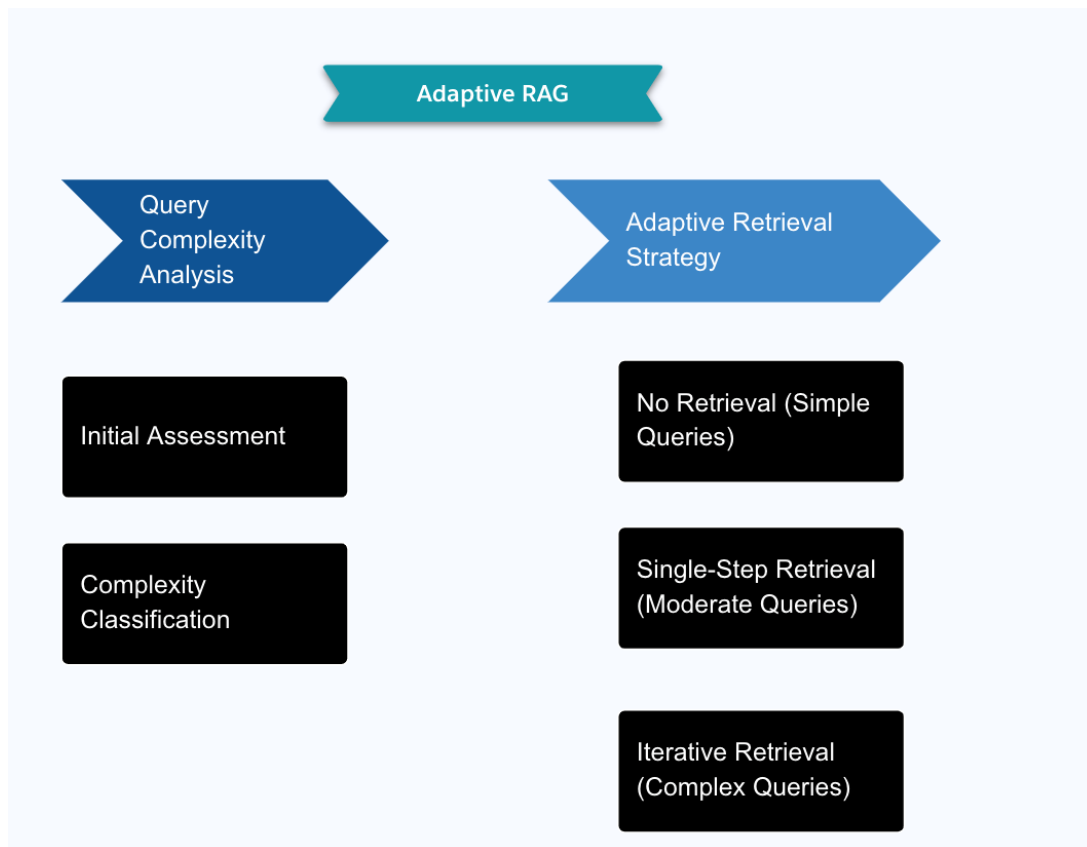 Adaptive RAG
Query
Complexity
Analysis
Adaptive Retrieval
Strategy
Initial Assessment
Complexity
Classification
No Retrieval (Simple
Queries)
Single-Step Retrieval
(Moderate Queries)
Iterative Retrieval
(Complex Queries)